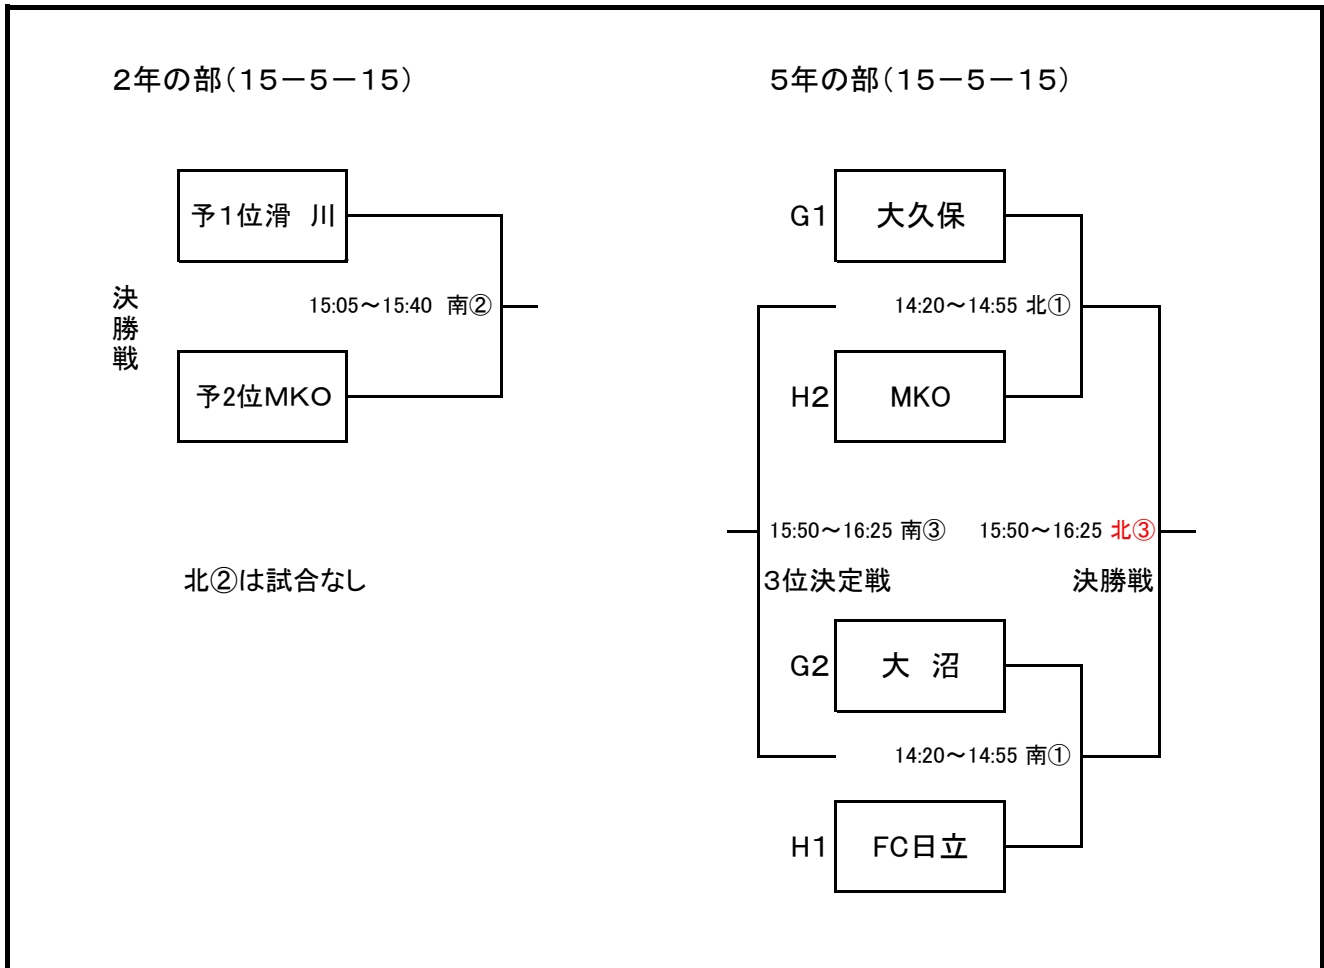 2年の部(15－5－15)
予1位滑　川
決勝戦
15:05～15:40 南②
予2位MKO
北②は試合なし
5年の部(15－5－15)
G1 大久保
14:20～14:55 北①
H2 MKO
15:50～16:25 南③
3位決定戦
15:50～16:25 北③
決勝戦
G2 大　沼
14:20～14:55 南①
H1 FC日立